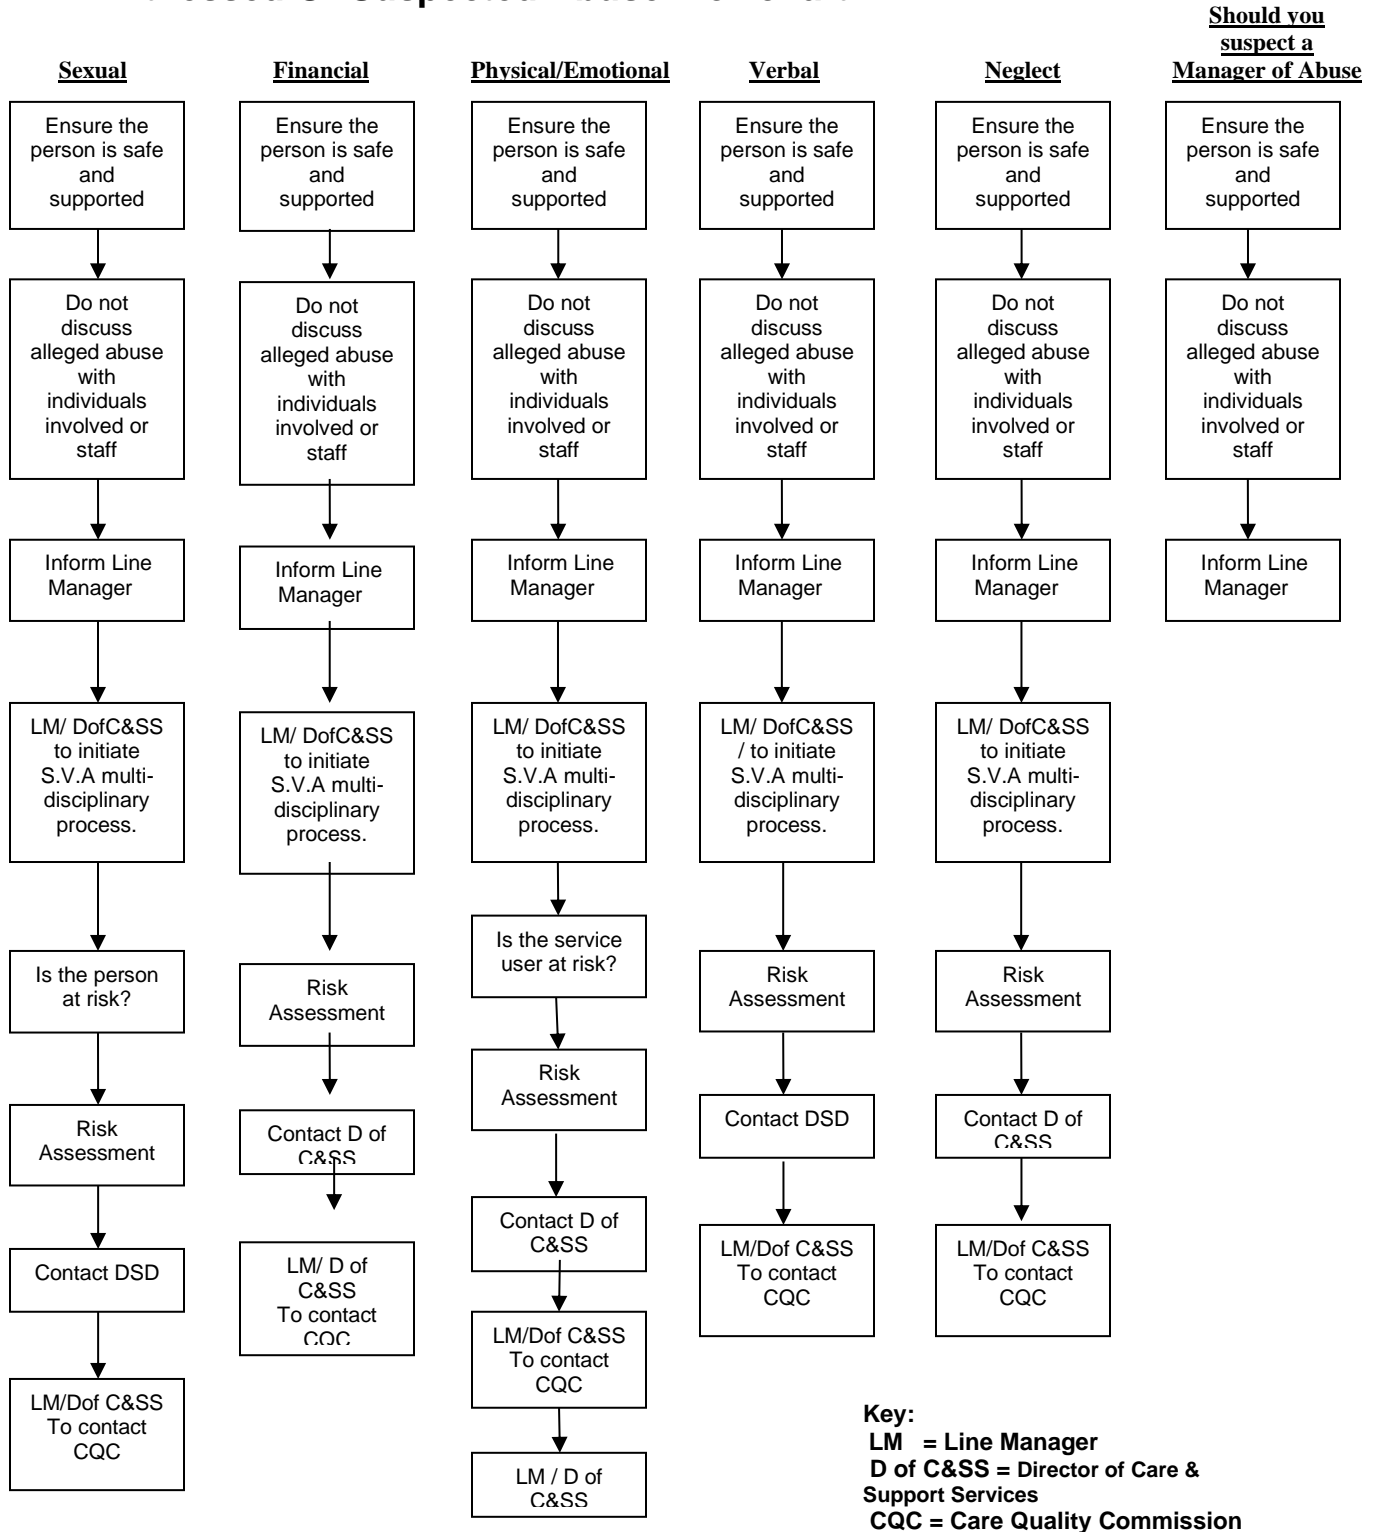 Should you
suspect a
Manager of Abuse
Sexual
Financial
Physical/Emotional
Verbal
Neglect
Ensure the
person is safe
and
supported
Do not
discuss
alleged abuse
with
individuals
involved or
staff
Inform Line
Manager
LM/ DofC&SS
to initiate
S.V.A multi-
disciplinary
process.
Is the person
at risk?
Risk
Assessment
Contact DSD
LM/Dof C&SS
To contact
CQC
Ensure the
person is safe
and
supported
Do not
discuss
alleged abuse
with
individuals
involved or
staff
Inform Line
Manager
LM/ DofC&SS
to initiate
S.V.A multi-
disciplinary
process.
Risk
Assessment
Contact D of
C&SS
LM/ D of
C&SS
To contact
CQC
Ensure the
person is safe
and
supported
Do not
discuss
alleged abuse
with
individuals
involved or
staff
Inform Line
Manager
LM/ DofC&SS
to initiate
S.V.A multi-
disciplinary
process.
Is the service
user at risk?
Risk
Assessment
Contact D of
C&SS
LM/Dof C&SS
To contact
CQC
LM / D of
C&SS
Ensure the
person is safe
and
supported
Do not
discuss
alleged abuse
with
individuals
involved or
staff
Inform Line
Manager
LM/ DofC&SS
/ to initiate
S.V.A multi-
disciplinary
process.
Risk
Assessment
Contact DSD
LM/Dof C&SS
To contact
CQC
Ensure the
person is safe
and
supported
Do not
discuss
alleged abuse
with
individuals
involved or
staff
Inform Line
Manager
LM/ DofC&SS
to initiate
S.V.A multi-
disciplinary
process.
Risk
Assessment
Contact D of
C&SS
LM/Dof C&SS
To contact
CQC
Ensure the
person is safe
and
supported
Do not
discuss
alleged abuse
with
individuals
involved or
staff
Inform Line
Manager
Key:
LM = Line Manager
D of C&SS = Director of Care &
Support Services
CQC = Care Quality Commission